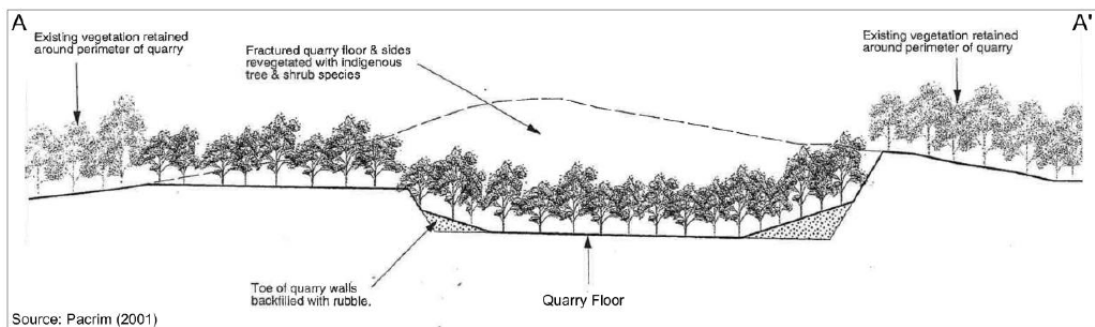 A
A'
Existing vegetation retained
around perimeter of quarry
Fractured quarry floor & sides
revegetated with indigenous
tree & shrub species
Existing vegetation retained
around perimeter of quarry
Toe of quarry walls
backfilled with rubble.
Quarry Floor
Source: Pacrim (2001)